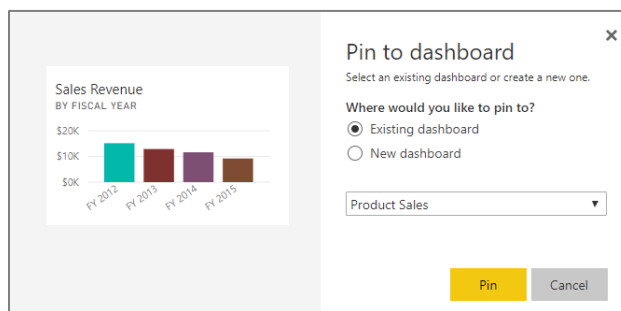 Sales Revenue
BY FISCAL YEAR
$20K
$10K
$0K
FY 2012
FY 2013
FY 2014
FY 2015
Pin to dashboard
Select an existing dashboard or create a new one.
Where would you like to pin to?
Existing dashboard
New dashboard
Product Sales
Pin
Cancel